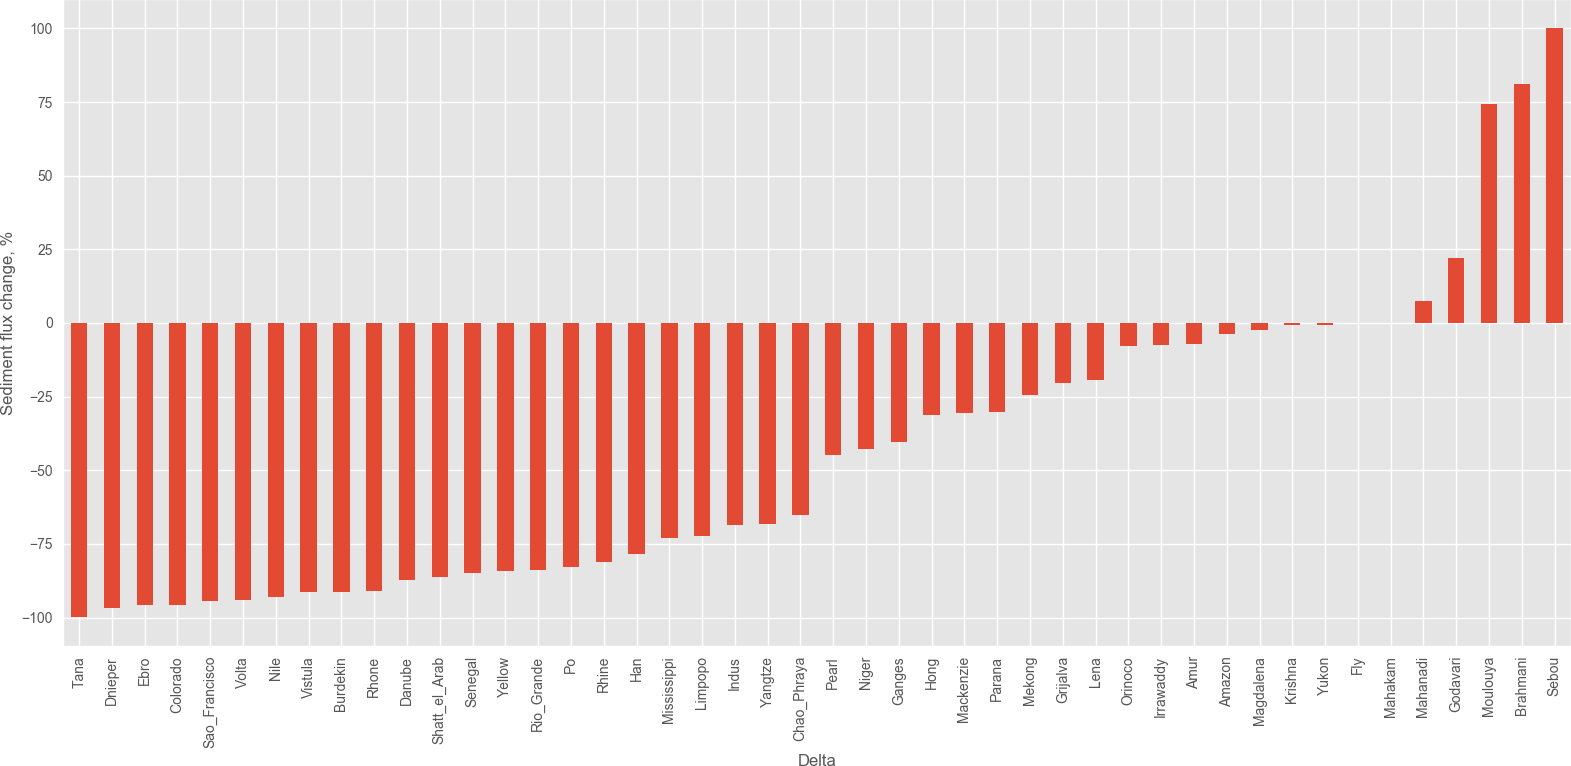 100
75
50
25
0
−25
−50
−75
−100
Sediment flux change, %
Tana
Dnieper
Ebro
Colorado
Sao_Francisco
Volta
Nile
Vistula
Burdekin
Rhone
Danube
Shatt_el_Arab
Senegal
Yellow
Rio_Grande
Po
Rhine
Han
Mississippi
Limpopo
Indus
Yangtze
Chao_Phraya
Pearl
Niger
Ganges
Hong
Mackenzie
Parana
Mekong
Grijalva
Lena
Orinoco
Irrawaddy
Amur
Amazon
Magdalena
Krishna
Yukon
Fly
Mahakam
Mahanadi
Godavari
Moulouya
Brahmani
Sebou
Delta